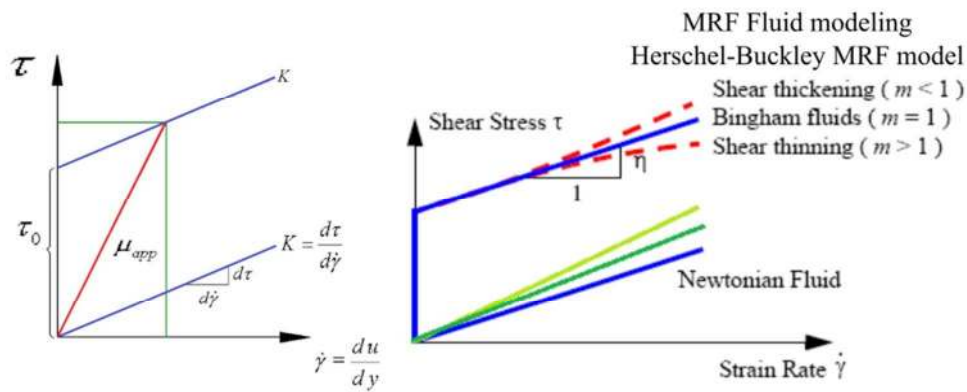 τ
K
τ₀
μ_app
K = dτ/dγ̇
dτ
dγ̇
γ̇ = du/dy
MRF Fluid modeling
Herschel-Buckley MRF model
Shear thickening ( m < 1 )
Bingham fluids ( m = 1 )
Shear thinning ( m > 1 )
Shear Stress τ
η
1
Newtonian Fluid
Strain Rate γ̇